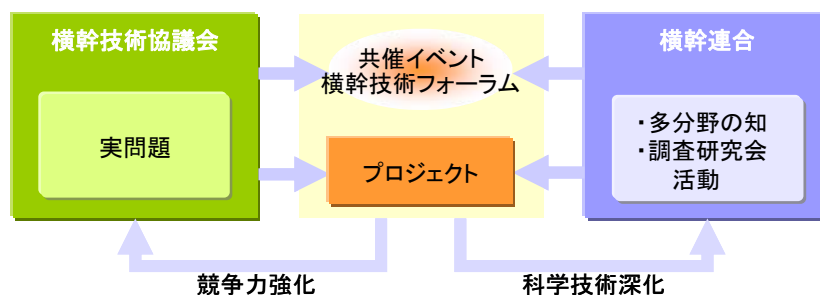 横幹技術協議会
実問題
共催イベント
横幹技術フォーラム
プロジェクト
横幹連合
・多分野の知
・調査研究会
活動
競争力強化
科学技術深化